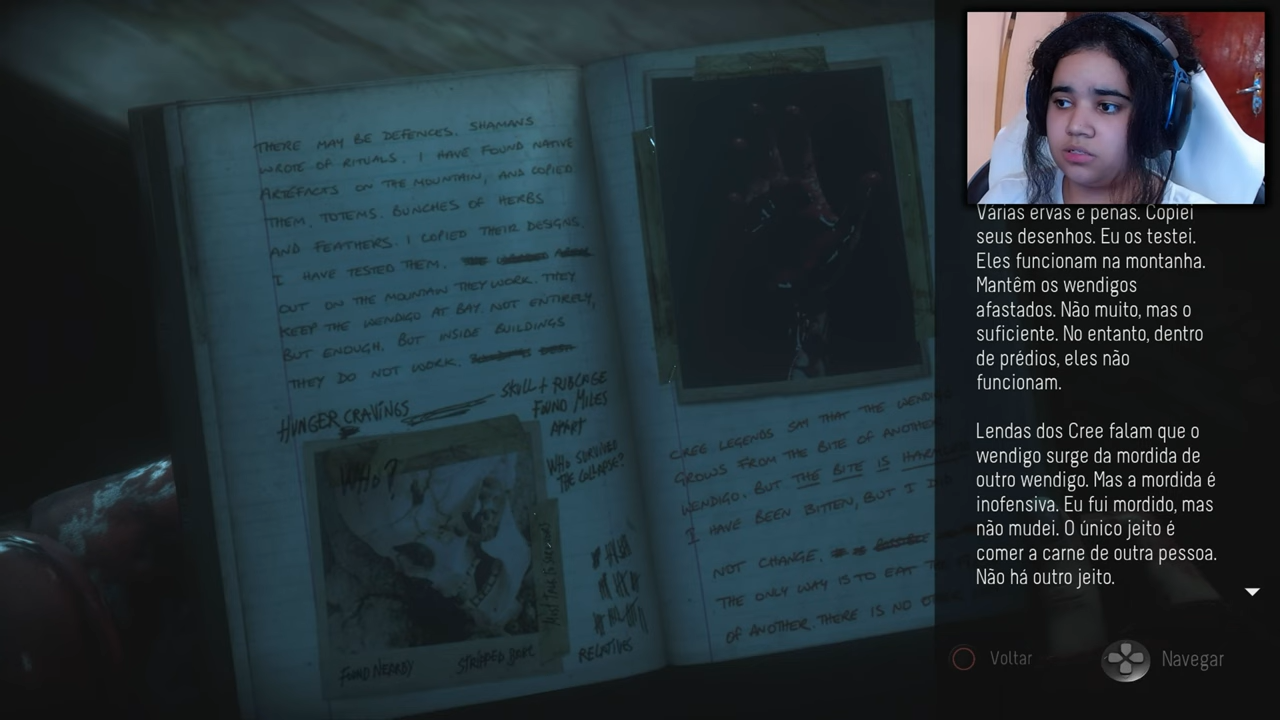 THERE MAY BE DEFENCES. SHAMANS
WROTE OF RITUALS. I HAVE FOUND NATIVE
ARTEFACTS ON THE MOUNTAIN, AND COPIED
THEM. TOTEMS. BUNCHES OF HERBS
AND FEATHERS. I COPIED THEIR DESIGNS.
I HAVE TESTED THEM.
OUT ON THE MOUNTAIN THEY WORK. THEY
KEEP THE WENDIGO AT BAY. NOT ENTIRELY,
BUT ENOUGH. BUT INSIDE BUILDINGS
THEY DO NOT WORK.
HUNGER CRAVINGS
SKULL + RIBCAGE
FOUND MILES
APART
WHO SURVIVED
THE COLLAPSE?
WHO?
FOUND NEARBY
STRIPPED BARE
RELATIVES
CREE LEGENDS SAY THAT THE WENDIGO
GROWS FROM THE BITE OF ANOTHER
WENDIGO. BUT THE BITE IS
I HAVE BEEN BITTEN, BUT I DID
NOT CHANGE.
THE ONLY WAY IS TO EAT
OF ANOTHER. THERE IS NO
Várias ervas e penas. Copiei
seus desenhos. Eu os testei.
Eles funcionam na montanha.
Mantêm os wendigos
afastados. Não muito, mas o
suficiente. No entanto, dentro
de prédios, eles não
funcionam.
Lendas dos Cree falam que o
wendigo surge da mordida de
outro wendigo. Mas a mordida é
inofensiva. Eu fui mordido, mas
não mudei. O único jeito é
comer a carne de outra pessoa.
Não há outro jeito.
Voltar
Navegar